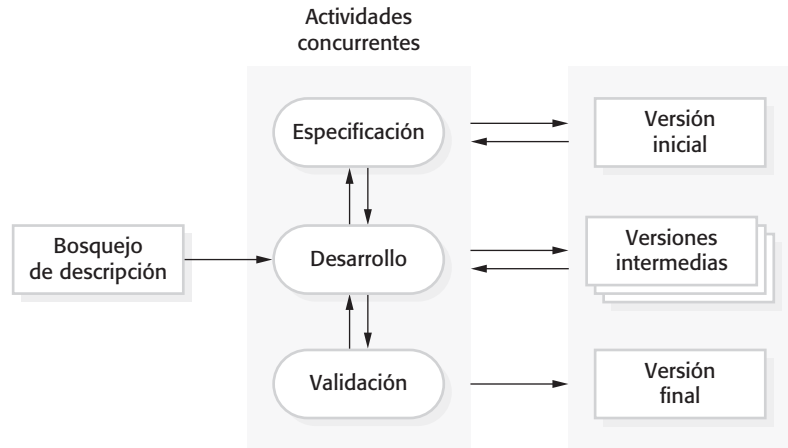 Actividades
concurrentes
Especificación
Versión
inicial
Bosquejo
de descripción
Desarrollo
Versiones
intermedias
Validación
Versión
final